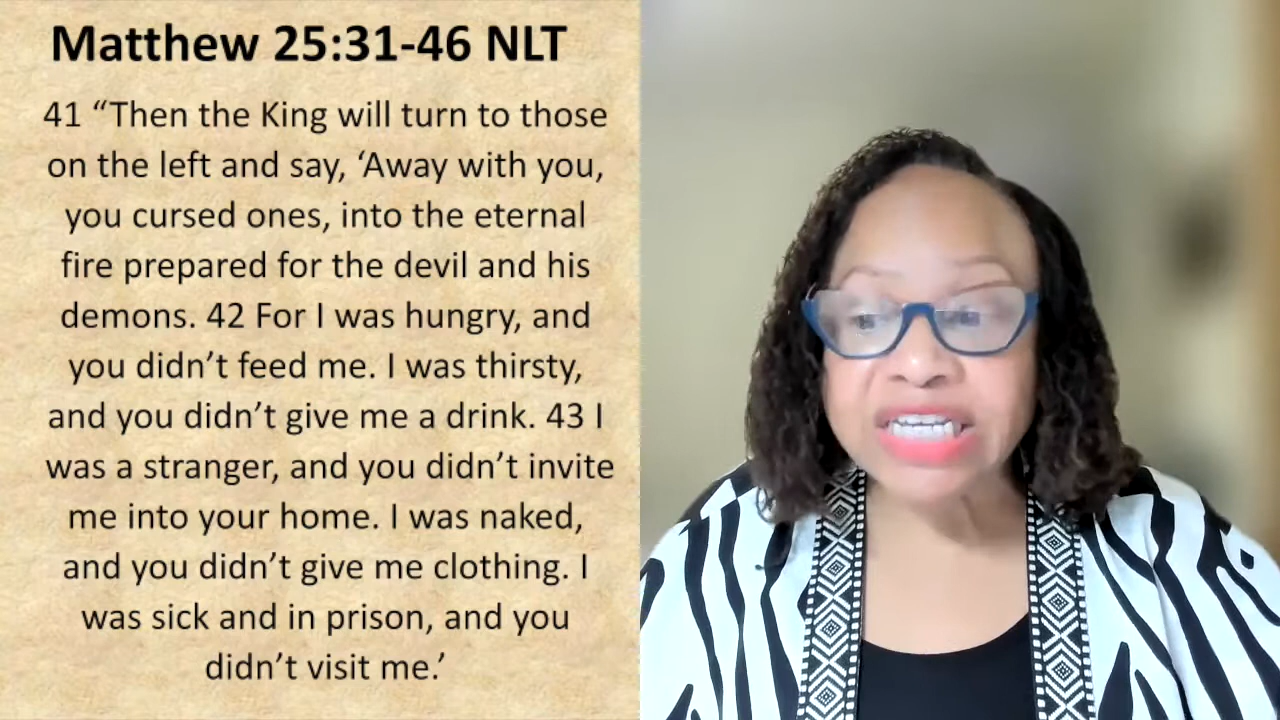 Matthew 25:31-46 NLT
41 “Then the King will turn to those
on the left and say, ‘Away with you,
you cursed ones, into the eternal
fire prepared for the devil and his
demons. 42 For I was hungry, and
you didn’t feed me. I was thirsty,
and you didn’t give me a drink. 43 I
was a stranger, and you didn’t invite
me into your home. I was naked,
and you didn’t give me clothing. I
was sick and in prison, and you
didn’t visit me.’